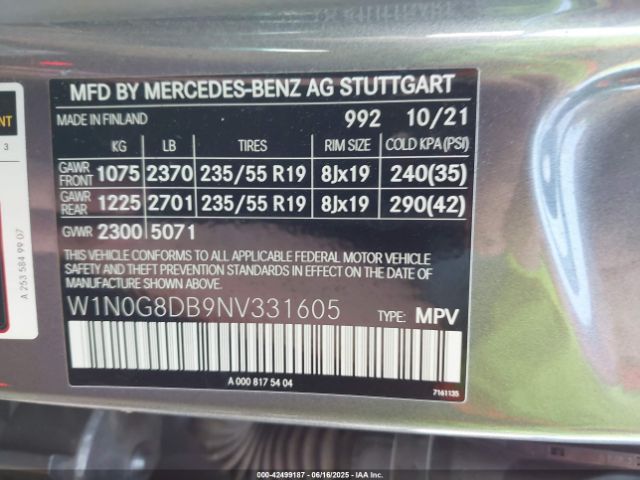 MFD BY MERCEDES-BENZ AG STUTTGART
MADE IN FINLAND 992 10/21
KG LB TIRES RIM SIZE COLD KPA (PSI)
GAWR FRONT 1075 2370 235/55 R19 8Jx19 240(35)
GAWR REAR 1225 2701 235/55 R19 8Jx19 290(42)
GVWR 2300 5071
THIS VEHICLE CONFORMS TO ALL APPLICABLE FEDERAL MOTOR VEHICLE
SAFETY AND THEFT PREVENTION STANDARDS IN EFFECT ON THE DATE OF
MANUFACTURE SHOWN ABOVE.
W1N0G8DB9NV331605 TYPE: MPV
A 000 817 54 04
7161135
NT
3
A 253 584 99 07
000-42499187 - 06/16/2025 - IAA Inc.